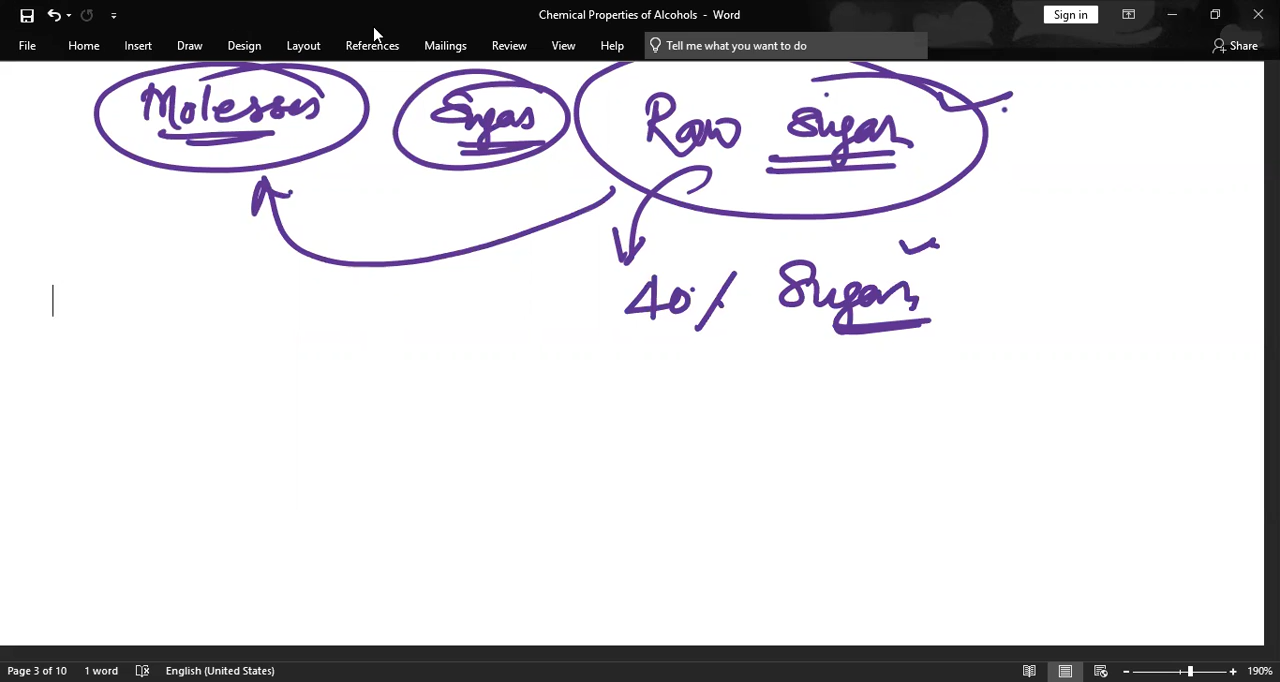 Chemical Properties of Alcohols - Word
Sign in
File Home Insert Draw Design Layout References Mailings Review View Help Tell me what you want to do Share
Molesses Sugar Raw Sugar
40% Sugar
Page 3 of 10 1 word English (United States) 190%